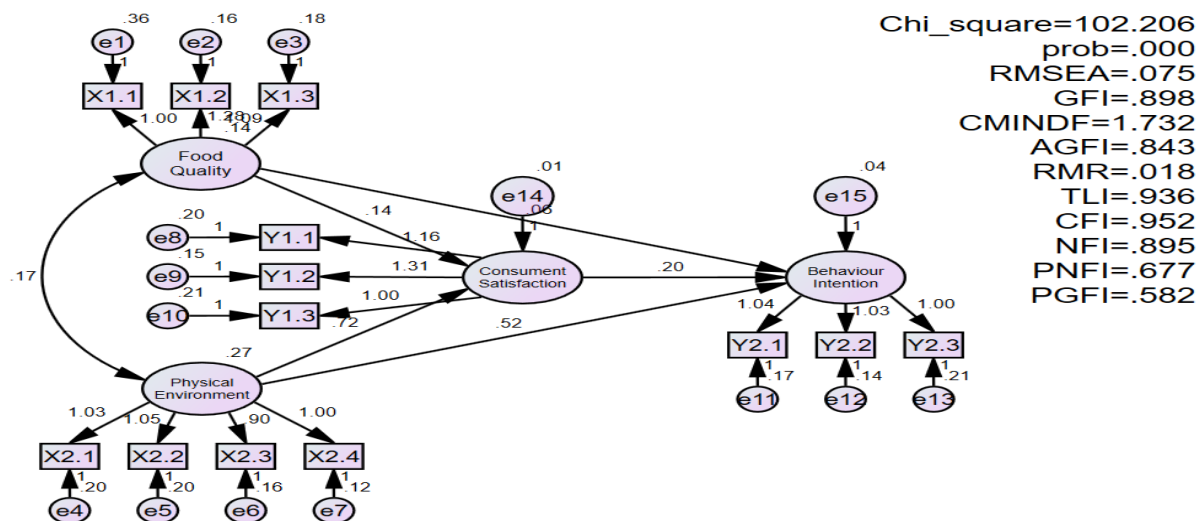 .36 .16 .18
e1 e2 e3
1 1 1
X1.1 X1.2 X1.3
1.00 1.28 1.09
.14
Food
Quality
Chi_square=102.206
prob=.000
RMSEA=.075
GFI=.898
CMINDF=1.732
AGFI=.843
RMR=.018
TLI=.936
CFI=.952
NFI=.895
PNFI=.677
PGFI=.582
.01
e14
1
.04
e15
1
.14
.06
.20
e8 1 Y1.1 1.16
.15
e9 1 Y1.2 1.31
.21
e10 1 Y1.3 1.00
Consument
Satisfaction
.20
Behaviour
Intention
.17
.72
.52
1.04 1.03 1.00
Y2.1 Y2.2 Y2.3
1 1 1
.17 .14 .21
e11 e12 e13
.27
Physical
Environment
1.03 1.05 .90 1.00
X2.1 X2.2 X2.3 X2.4
1 1 1 1
.20 .20 .16 .12
e4 e5 e6 e7